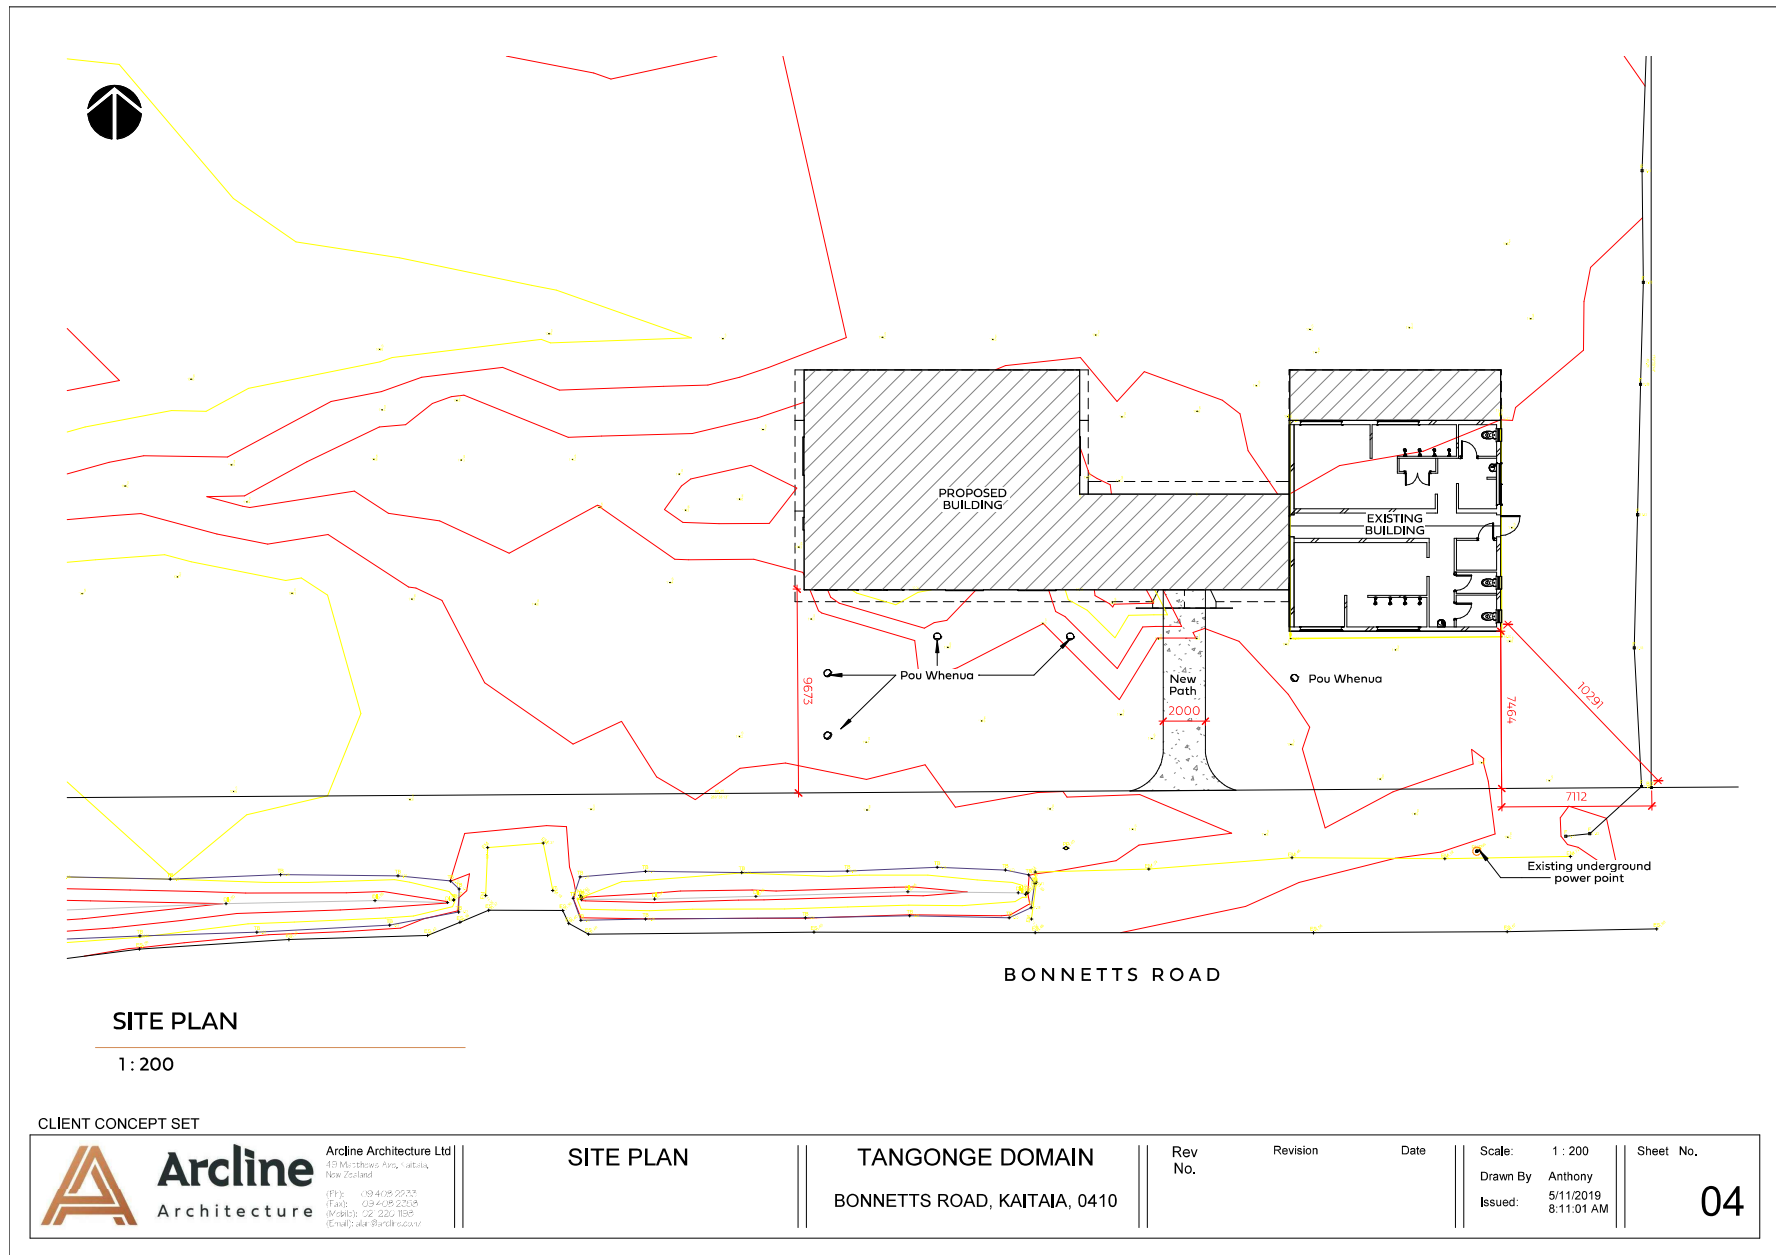 PROPOSED
BUILDING
EXISTING
BUILDING
Pou Whenua
New
Path
Pou Whenua
9673
2000
7464
10291
7112
Existing underground
power point
BONNETTS ROAD
SITE PLAN
1 : 200
CLIENT CONCEPT SET
Arcline
Architecture
Arcline Architecture Ltd
New Zealand
SITE PLAN
TANGONGE DOMAIN
BONNETTS ROAD, KAITAIA, 0410
Rev
No.
Revision
Date
Scale: 1 : 200
Drawn By Anthony
Issued: 5/11/2019
8:11:01 AM
Sheet No.
04